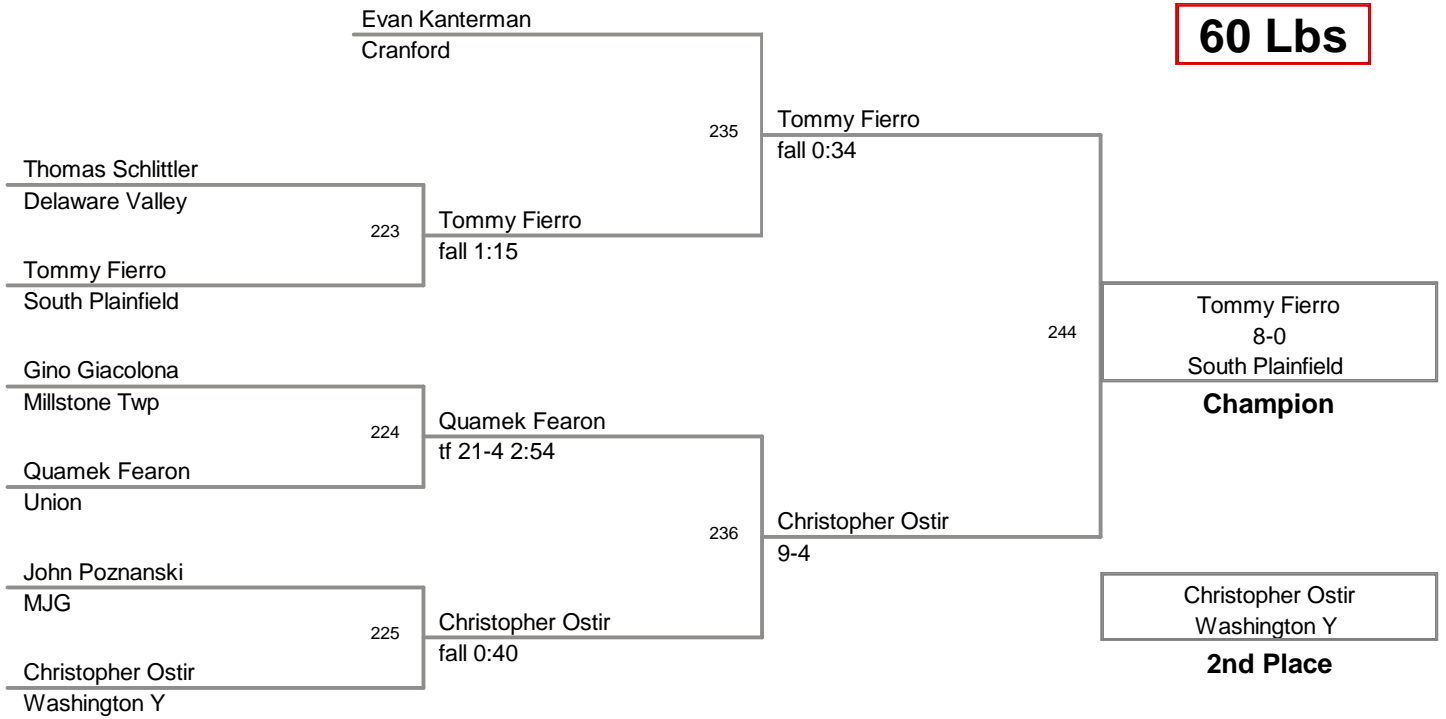 Evan Kanterman
Cranford
60 Lbs
235
Tommy Fierro
fall 0:34
Thomas Schlittler
Delaware Valley
223
Tommy Fierro
fall 1:15
Tommy Fierro
South Plainfield
244
Tommy Fierro
8-0
South Plainfield
Champion
Gino Giacolona
Millstone Twp
224
Quamek Fearon
tf 21-4 2:54
Quamek Fearon
Union
236
Christopher Ostir
9-4
John Poznanski
MJG
225
Christopher Ostir
fall 0:40
Christopher Ostir
Washington Y
Christopher Ostir
Washington Y
2nd Place